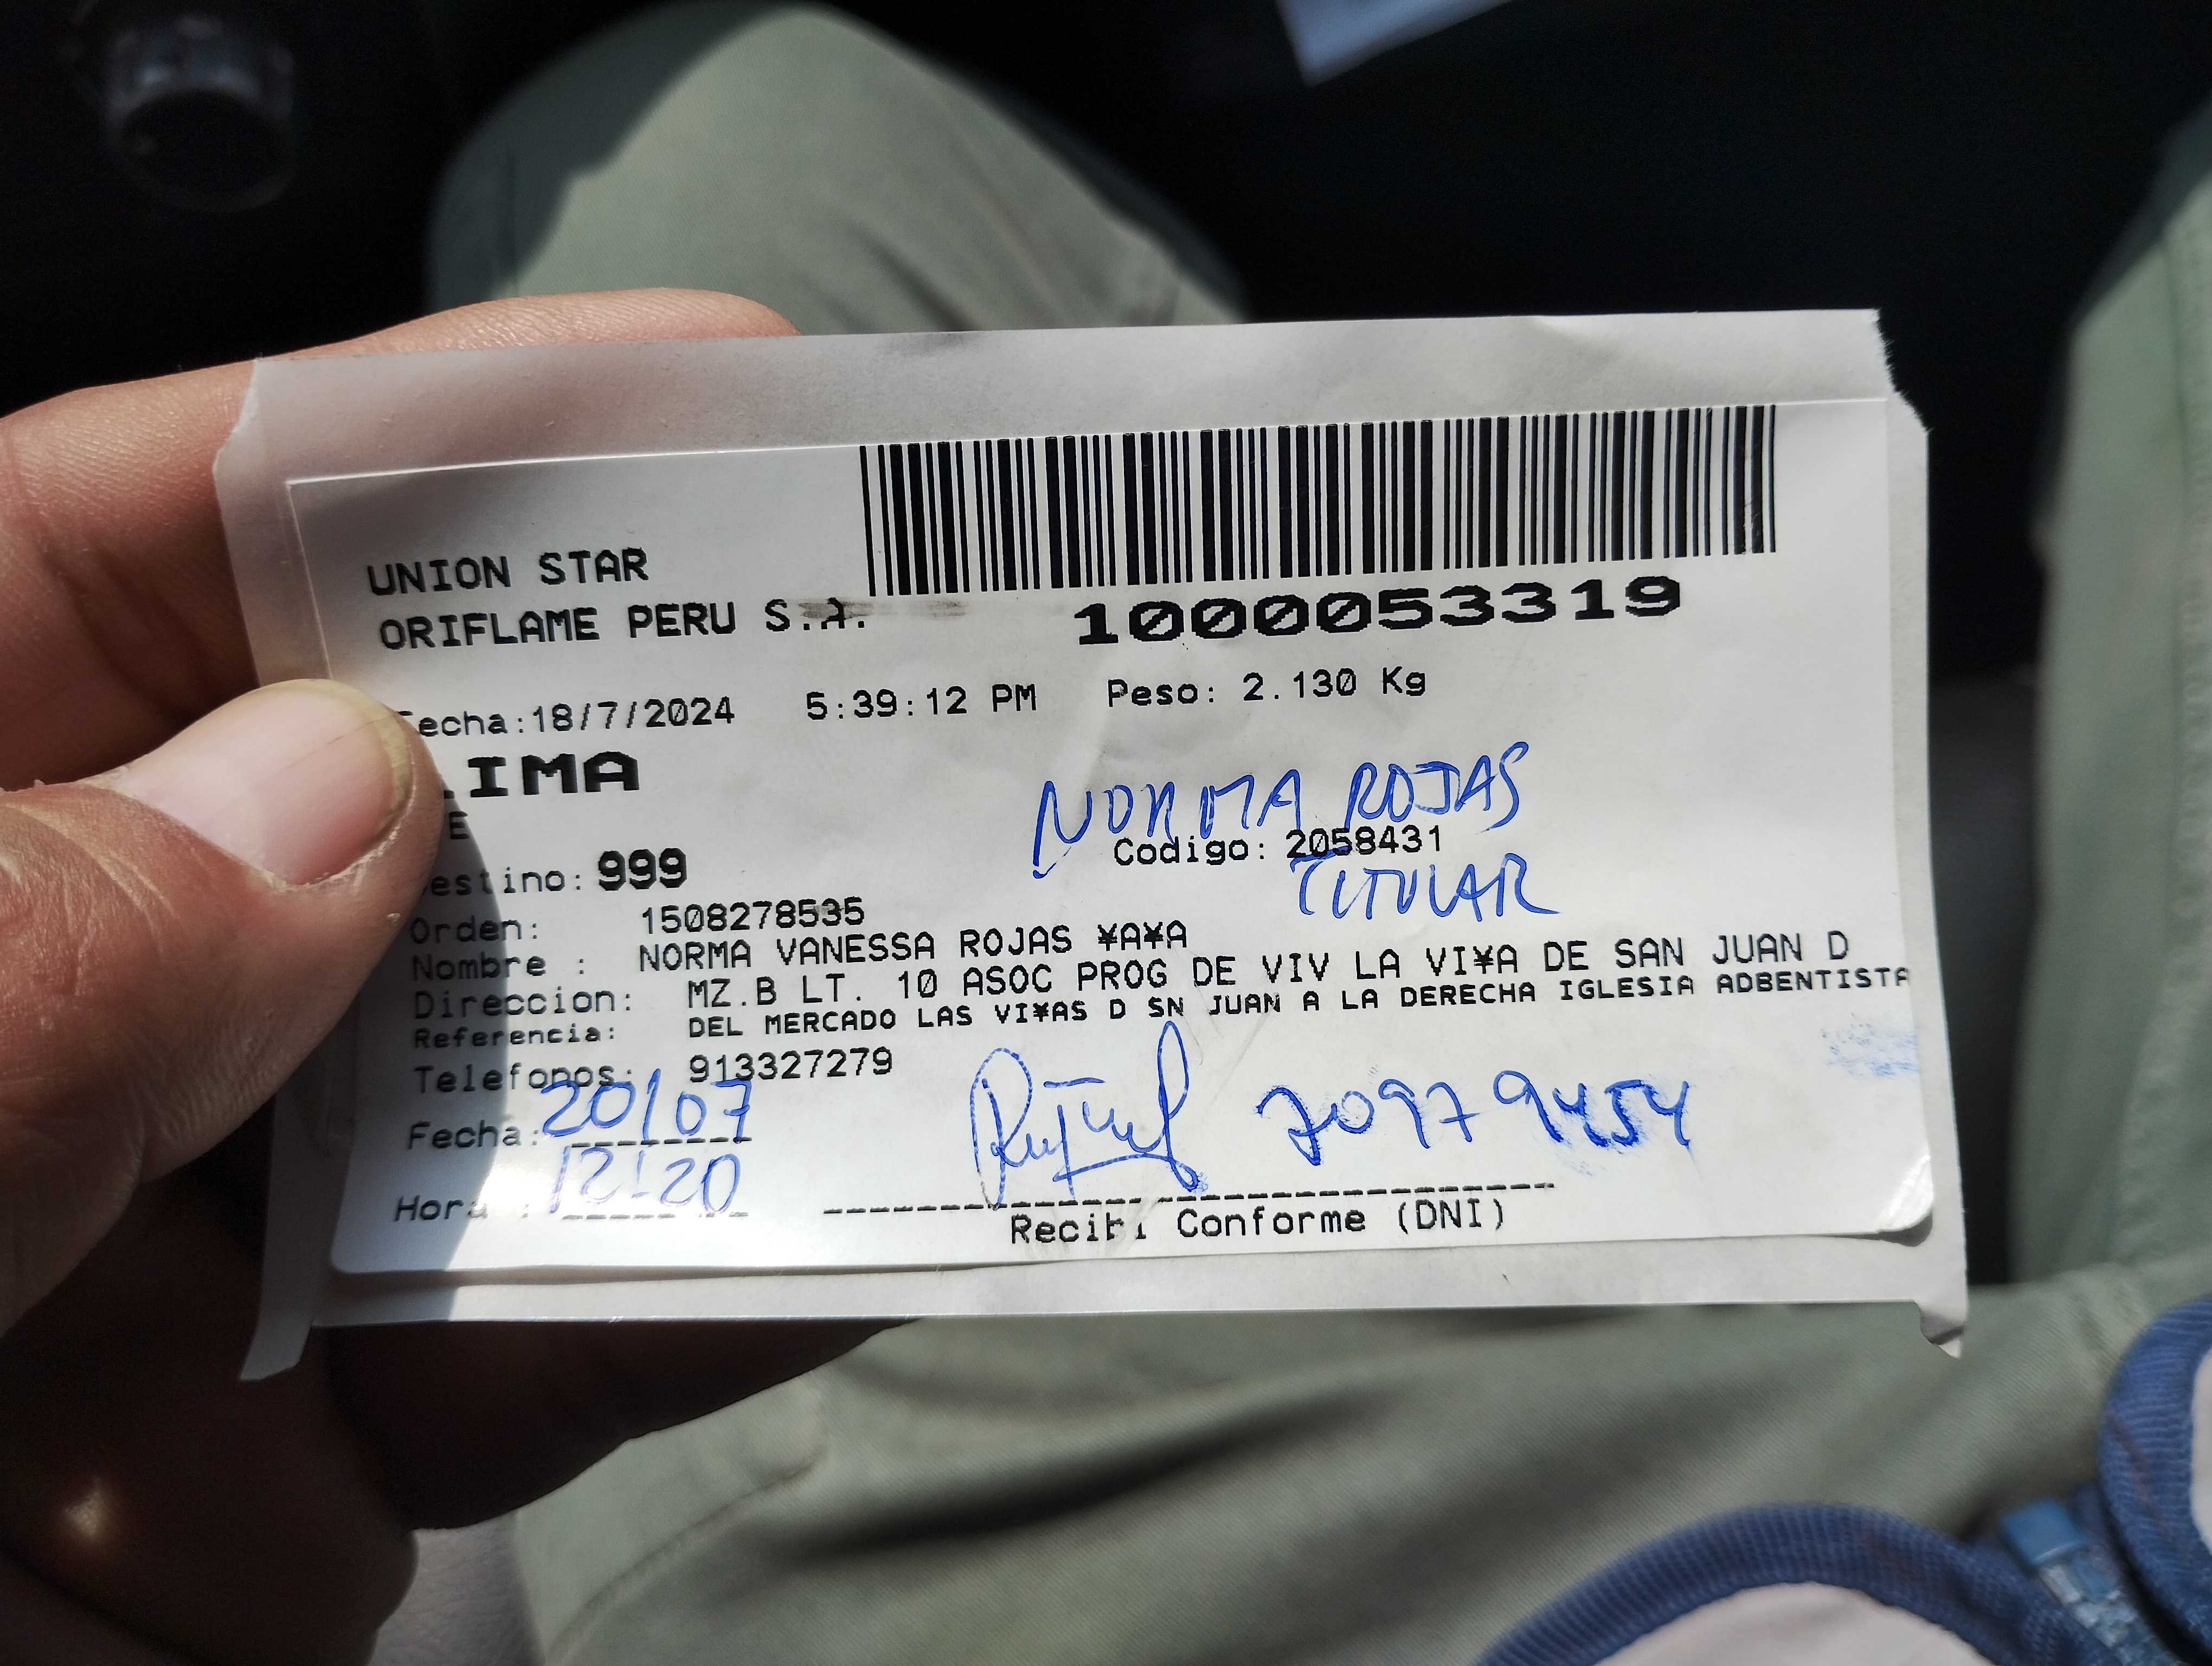 UNION STAR
ORIFLAME PERU S.A.
1000053319
echa:18/7/2024 5:39:12 PM Peso: 2.130 Kg
IMA
NORMA ROJAS
E
Codigo: 2058431
estino: 999
TITULAR
Orden: 1508278535
Nombre : NORMA VANESSA ROJAS ¥A¥A
Direccion: MZ.B LT. 10 ASOC PROG DE VIV LA VI¥A DE SAN JUAN D
Referencia: DEL MERCADO LAS VI¥AS D SN JUAN A LA DERECHA IGLESIA ADBENTISTA
Telefonos: 913327279
Fecha: 20/07
70979454
Hora : 12:20
Recibi Conforme (DNI)